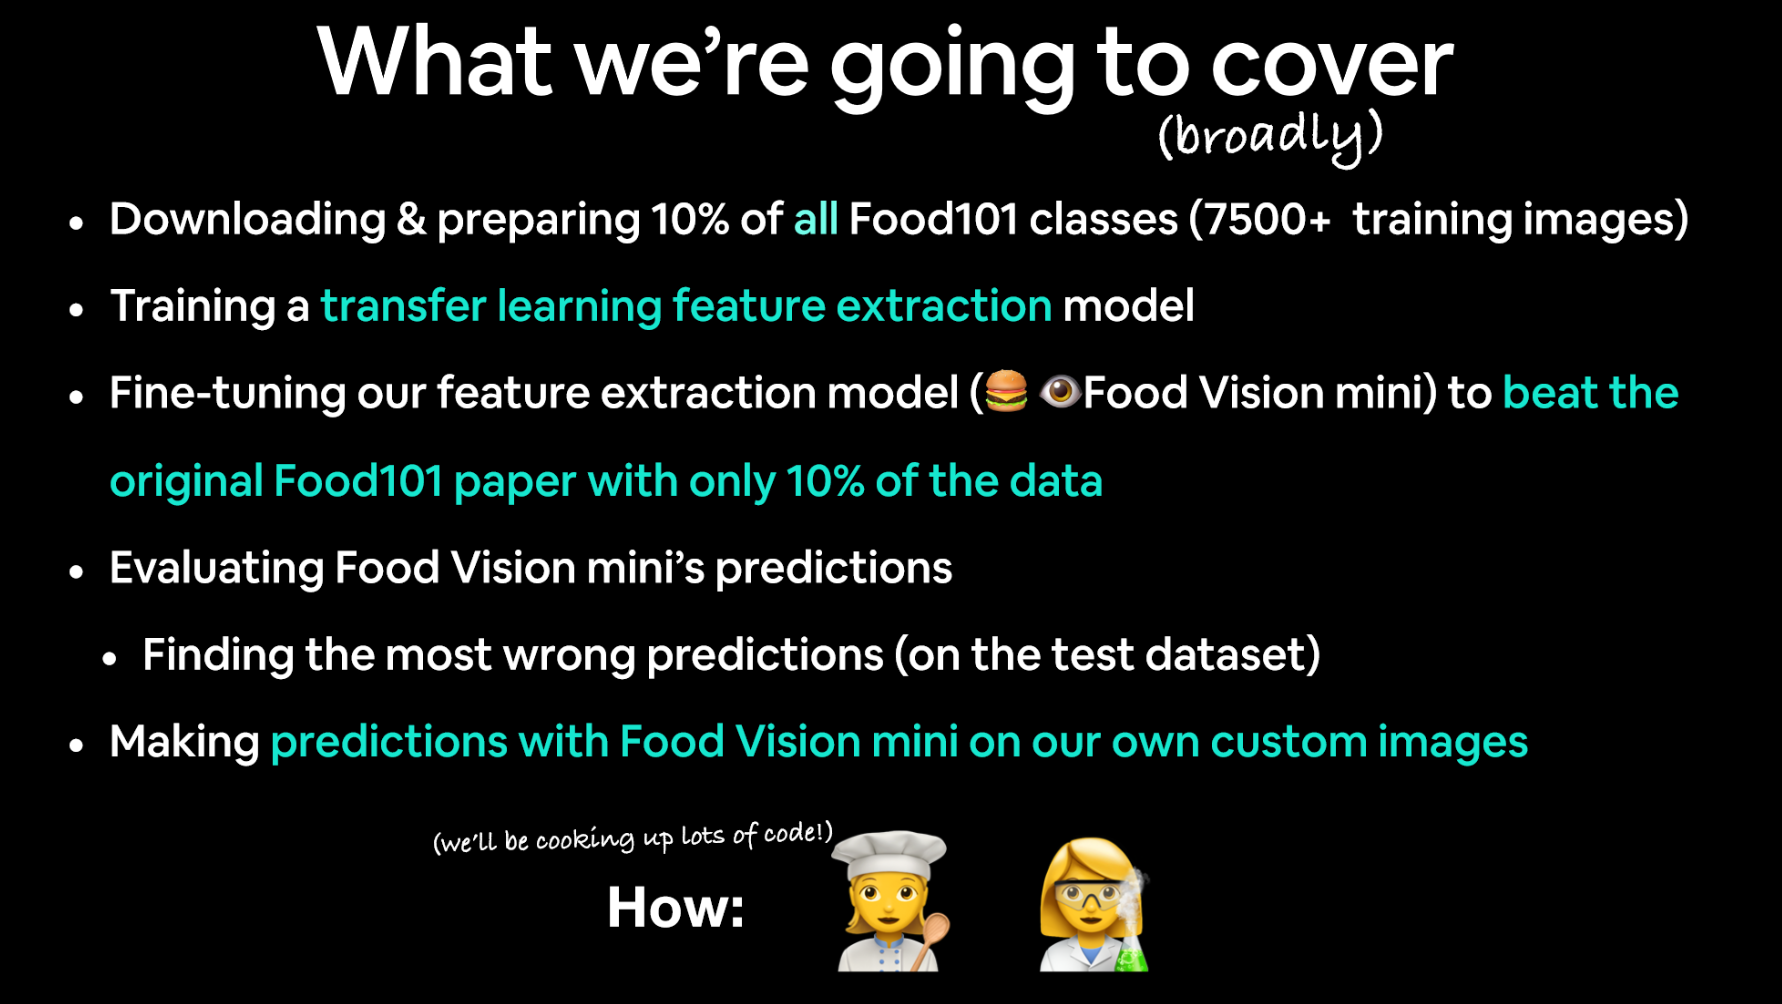 What we’re going to cover
(broadly)
• Downloading & preparing 10% of all Food101 classes (7500+ training images)
• Training a transfer learning feature extraction model
• Fine-tuning our feature extraction model (🍔 👁Food Vision mini) to beat the
original Food101 paper with only 10% of the data
• Evaluating Food Vision mini’s predictions
• Finding the most wrong predictions (on the test dataset)
• Making predictions with Food Vision mini on our own custom images
(we’ll be cooking up lots of code!)
How: